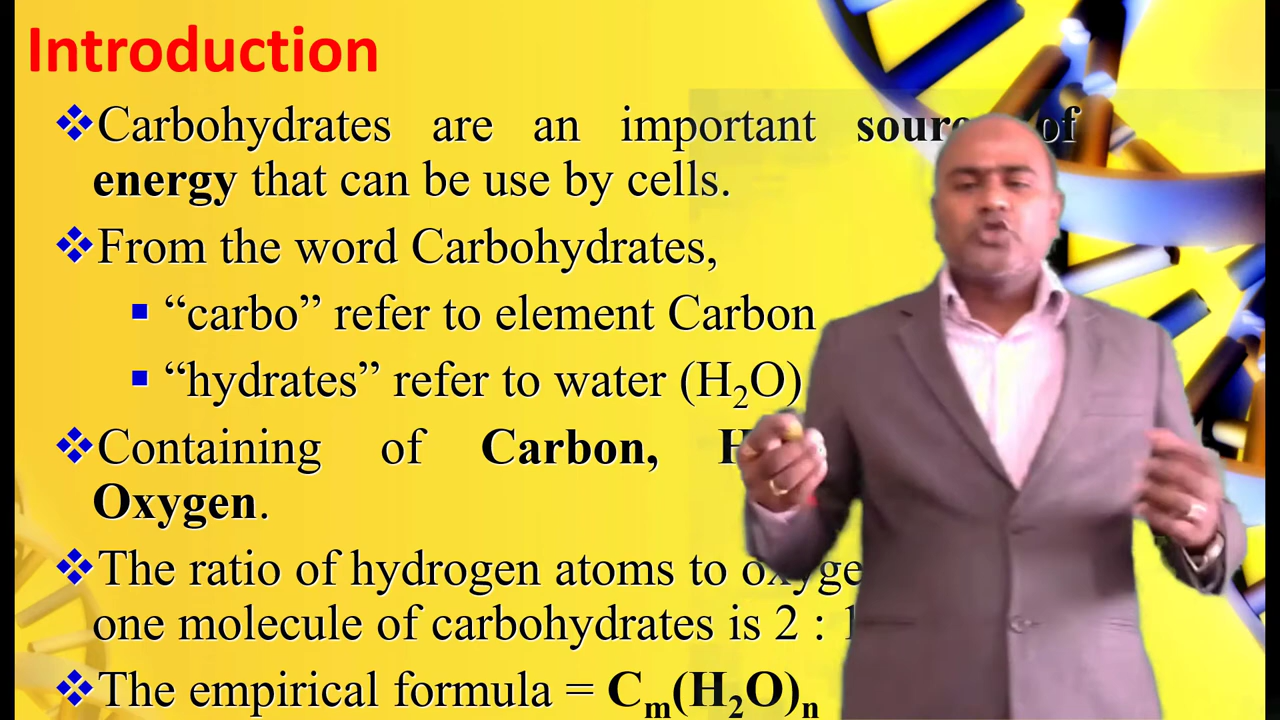 Introduction
❖Carbohydrates are an important of
energy that can be use by cells.
❖From the word Carbohydrates,
▪ “carbo” refer to element Carbon
▪ “hydrates” refer to water (H₂O)
❖Containing of Carbon,
Oxygen.
❖The ratio of hydrogen atoms to
one molecule of carbohydrates is 2 :
❖The empirical formula = Cₘ(H₂O)ₙ